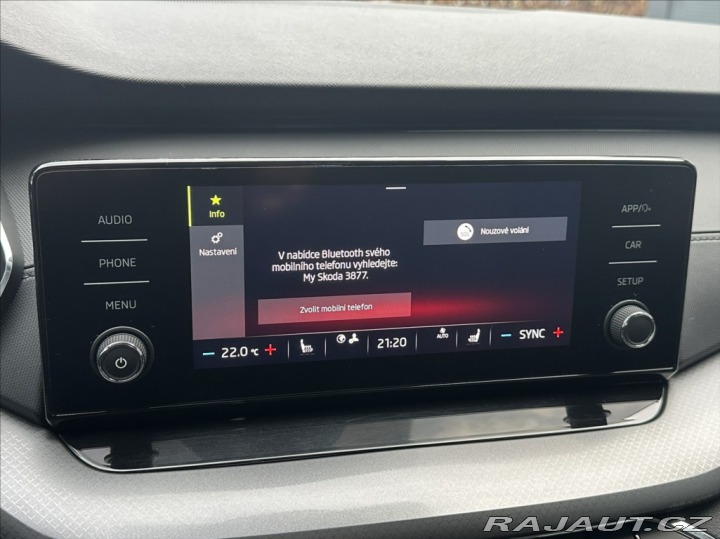 AUDIO
PHONE
MENU
Info
Nastavení
V nabídce Bluetooth svého
mobilního telefonu vyhledejte:
My Skoda 3877.
Zvolit mobilní telefon
Nouzové volání
22.0 °C
21:20
AUTO
SYNC
APP/
CAR
SETUP
RAJAUT.CZ